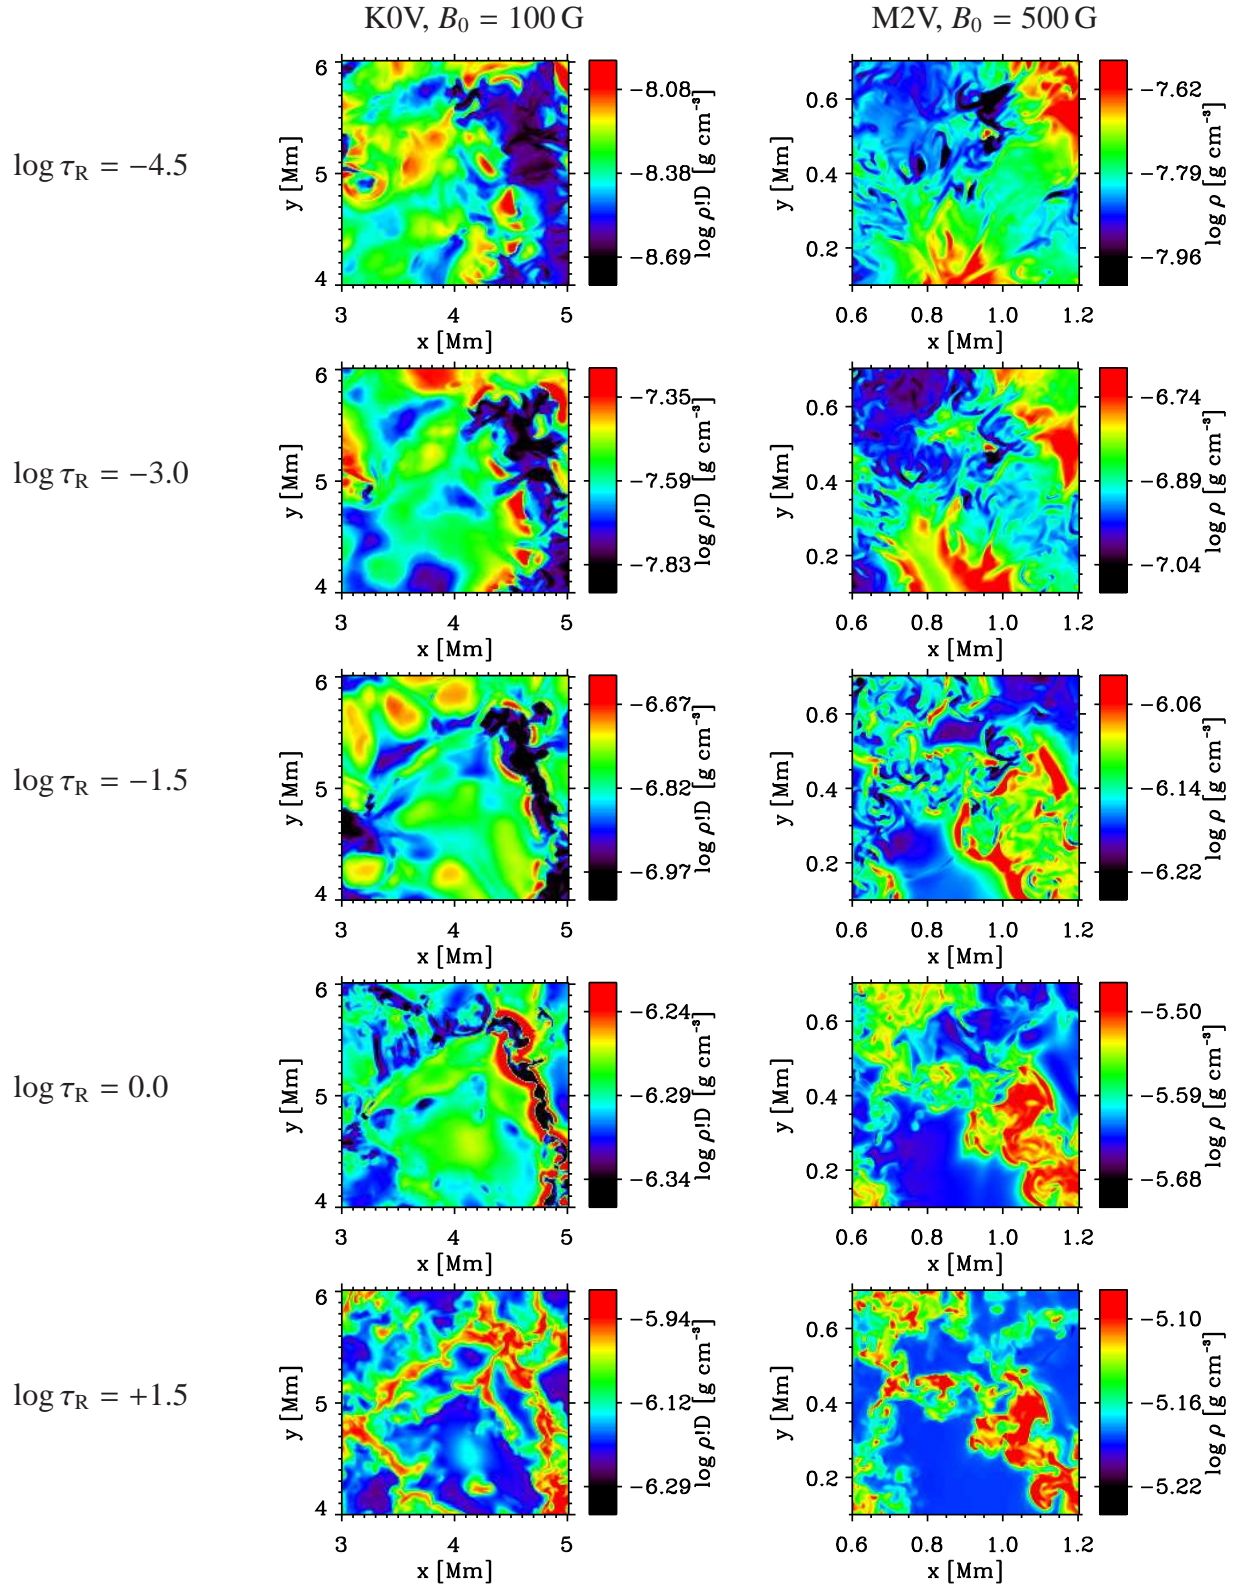 K0V, B₀ = 100 G
M2V, B₀ = 500 G
log τ_R = −4.5
6
5
4
y [Mm]
3 4 5
x [Mm]
−8.08
−8.38
−8.69
log ρ!D [g cm⁻³]
0.6
0.4
0.2
y [Mm]
0.6 0.8 1.0 1.2
x [Mm]
−7.62
−7.79
−7.96
log ρ [g cm⁻³]
log τ_R = −3.0
6
5
4
y [Mm]
3 4 5
x [Mm]
−7.35
−7.59
−7.83
log ρ!D [g cm⁻³]
0.6
0.4
0.2
y [Mm]
0.6 0.8 1.0 1.2
x [Mm]
−6.74
−6.89
−7.04
log ρ [g cm⁻³]
log τ_R = −1.5
6
5
4
y [Mm]
3 4 5
x [Mm]
−6.67
−6.82
−6.97
log ρ!D [g cm⁻³]
0.6
0.4
0.2
y [Mm]
0.6 0.8 1.0 1.2
x [Mm]
−6.06
−6.14
−6.22
log ρ [g cm⁻³]
log τ_R = 0.0
6
5
4
y [Mm]
3 4 5
x [Mm]
−6.24
−6.29
−6.34
log ρ!D [g cm⁻³]
0.6
0.4
0.2
y [Mm]
0.6 0.8 1.0 1.2
x [Mm]
−5.50
−5.59
−5.68
log ρ [g cm⁻³]
log τ_R = +1.5
6
5
4
y [Mm]
3 4 5
x [Mm]
−5.94
−6.12
−6.29
log ρ!D [g cm⁻³]
0.6
0.4
0.2
y [Mm]
0.6 0.8 1.0 1.2
x [Mm]
−5.10
−5.16
−5.22
log ρ [g cm⁻³]